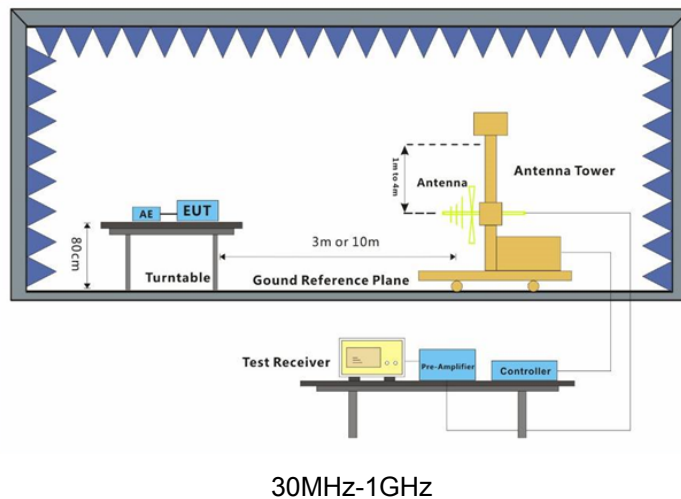 1m to 4m
Antenna Tower
Antenna
AE
EUT
80cm
3m or 10m
Turntable
Gound Reference Plane
Test Receiver
Pre-Amplifier
Controller
30MHz-1GHz